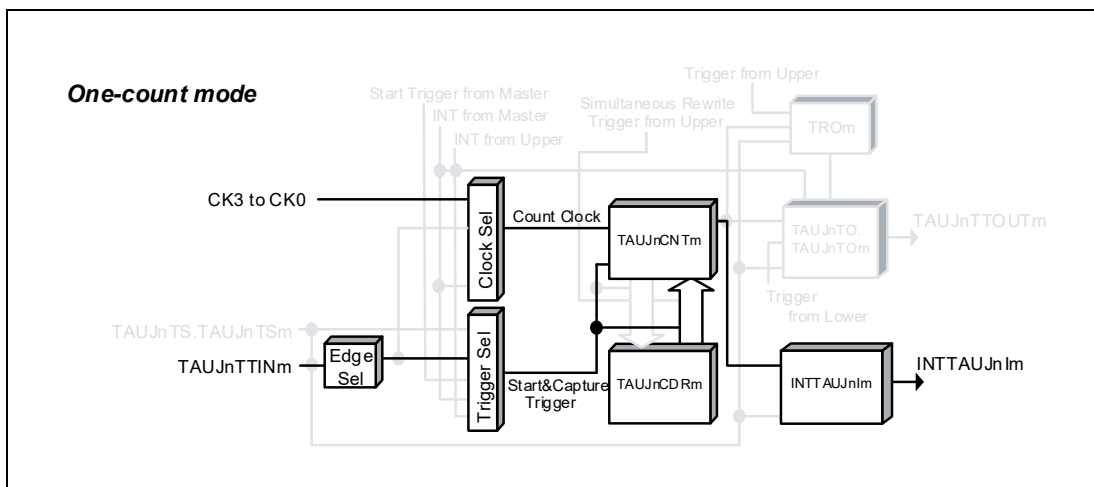 One-count mode
Trigger from Upper
Start Trigger from Master
INT from Master
INT from Upper
Simultaneous Rewrite
Trigger from Upper
TROm
CK3 to CK0
Clock Sel
Count Clock
TAUJnCNTm
TAUJnTO.
TAUJnTOm
TAUJnTTOUTm
Trigger
from Lower
TAUJnTS.TAUJnTSm
TAUJnTTINm
Edge
Sel
Trigger Sel
Start&Capture
Trigger
TAUJnCDRm
INTTAUJnIm
INTTAUJnIm